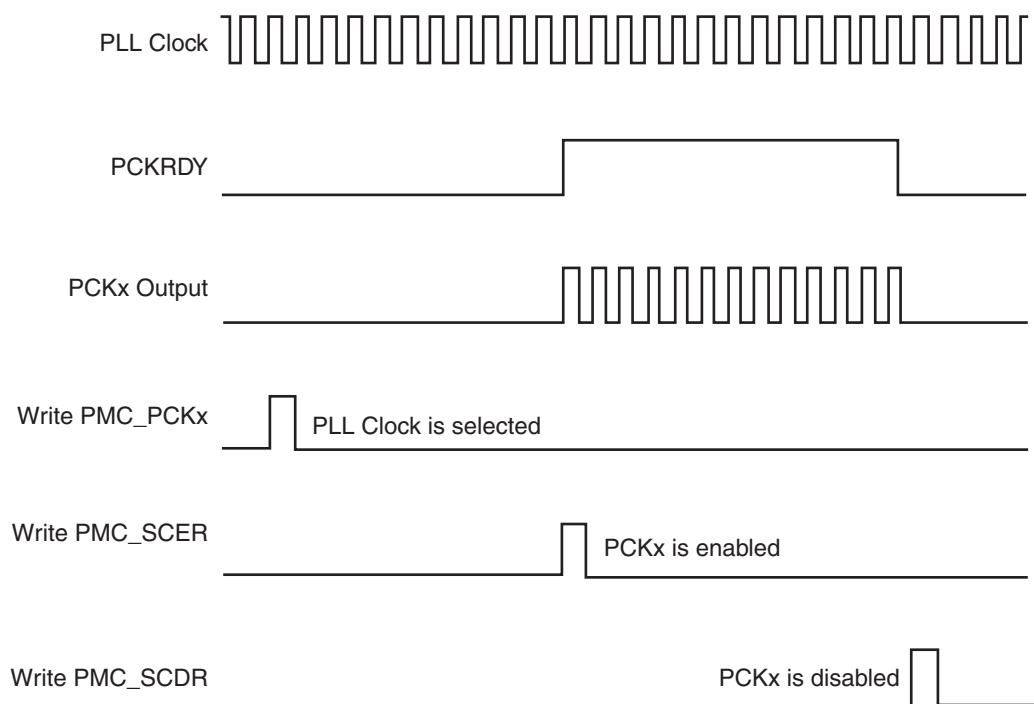 PLL Clock
PCKRDY
PCKx Output
Write PMC_PCKx
PLL Clock is selected
Write PMC_SCER
PCKx is enabled
Write PMC_SCDR
PCKx is disabled